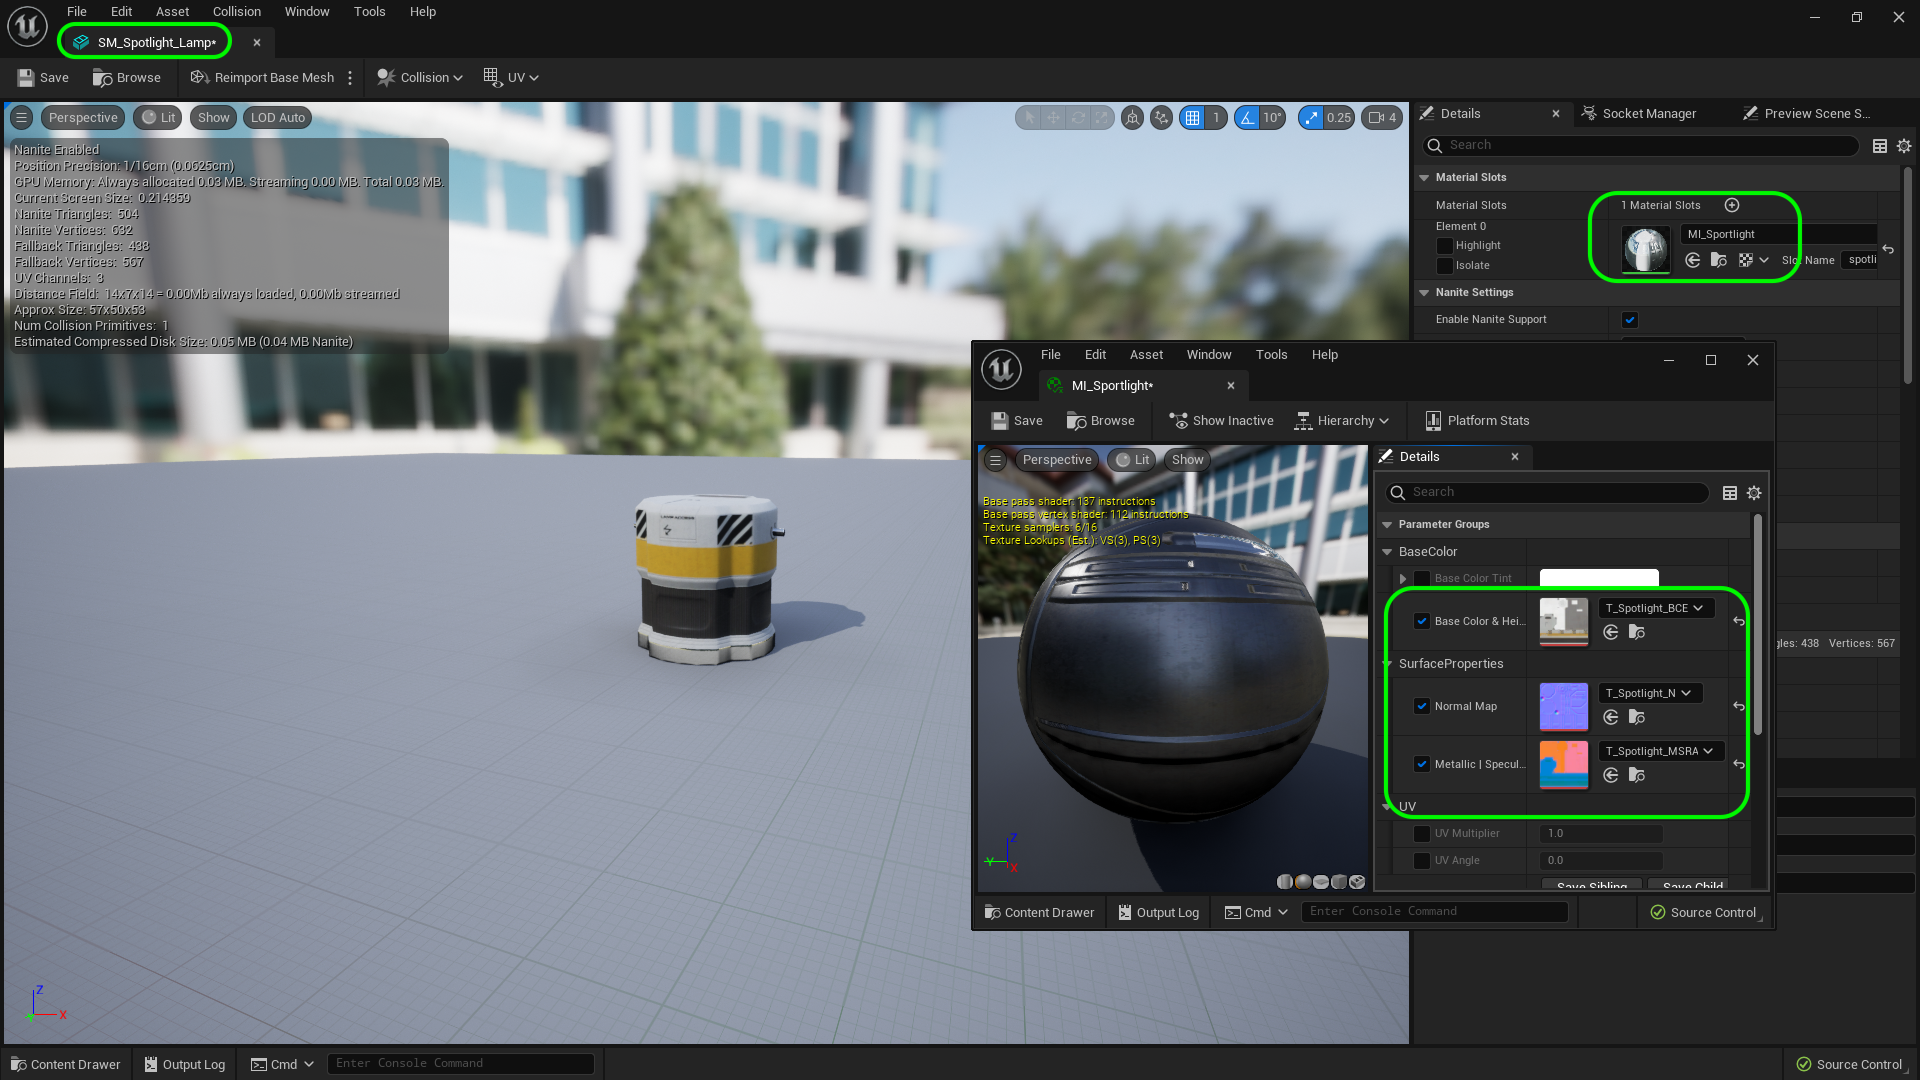 File Edit Asset Collision Window Tools Help
SM_Spotlight_Lamp*
Save Browse Reimport Base Mesh Collision UV
Perspective Lit Show LOD Auto
1 10° 0.25 4
Nanite Enabled
Position Precision: 1/16cm (0.0625cm)
GPU Memory: Always allocated 0.03 MB. Streaming 0.00 MB. Total 0.03 MB.
Current Screen Size: 0.214359
Nanite Triangles: 504
Nanite Vertices: 632
Fallback Triangles: 438
Fallback Vertices: 567
UV Channels: 3
Distance Field: 14x7x14 = 0.00Mb always loaded, 0.00Mb streamed
Approx Size: 57x50x53
Num Collision Primitives: 1
Estimated Compressed Disk Size: 0.05 MB (0.04 MB Nanite)
Z
X
Details Socket Manager Preview Scene S...
Search
Material Slots
Material Slots 1 Material Slots
Element 0
MI_Sportlight
Highlight
Isolate
Slot Name spotli
Nanite Settings
Enable Nanite Support
gles: 438 Vertices: 567
File Edit Asset Window Tools Help
MI_Sportlight*
Save Browse Show Inactive Hierarchy Platform Stats
Perspective Lit Show
Base pass shader: 137 instructions
Base pass vertex shader: 112 instructions
Texture samplers: 6/16
Texture Lookups (Est.): VS(3), PS(3)
Z
Y
X
Details
Search
Parameter Groups
BaseColor
Base Color Tint
Base Color & Hei... T_Spotlight_BCE
SurfaceProperties
Normal Map T_Spotlight_N
Metallic | Specul... T_Spotlight_MSRA
UV
UV Multiplier 1.0
UV Angle 0.0
Save Sibling Save Child
Content Drawer Output Log Cmd Enter Console Command Source Control
Content Drawer Output Log Cmd Enter Console Command Source Control